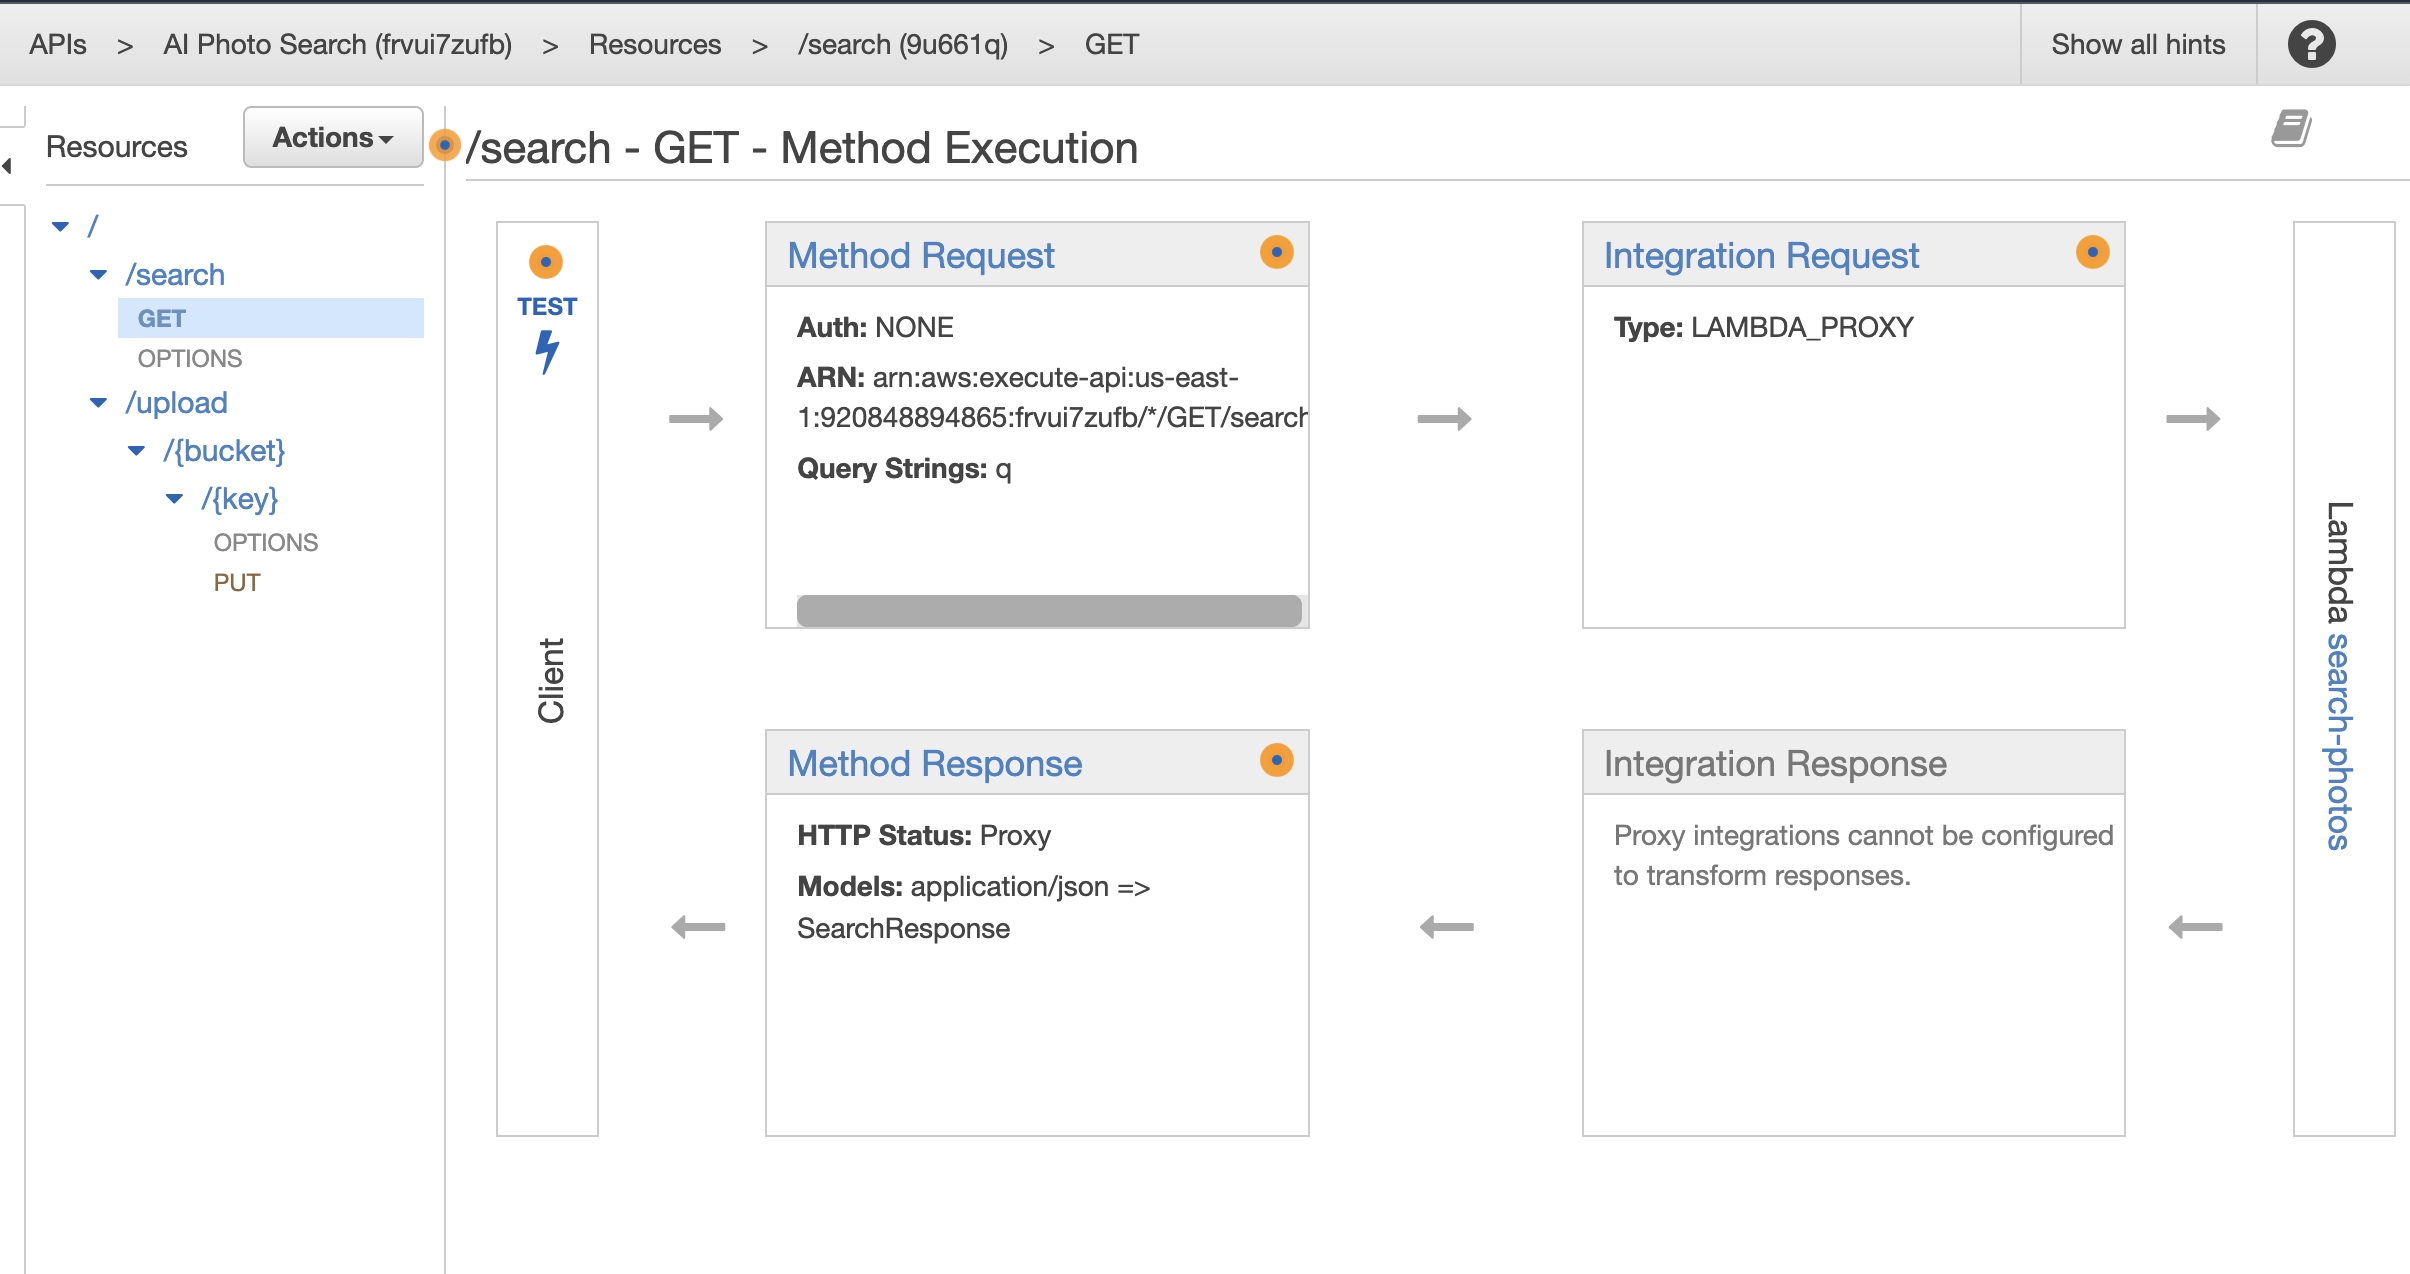 APIs > AI Photo Search (frvui7zufb) > Resources > /search (9u661q) > GET
Show all hints
?
Resources
Actions
/
/search
GET
OPTIONS
/upload
/{bucket}
/{key}
OPTIONS
PUT
/search - GET - Method Execution
TEST
Client
Method Request
Auth: NONE
ARN: arn:aws:execute-api:us-east-
1:920848894865:frvui7zufb/*/GET/search
Query Strings: q
Integration Request
Type: LAMBDA_PROXY
Lambda search-photos
Method Response
HTTP Status: Proxy
Models: application/json =>
SearchResponse
Integration Response
Proxy integrations cannot be configured
to transform responses.